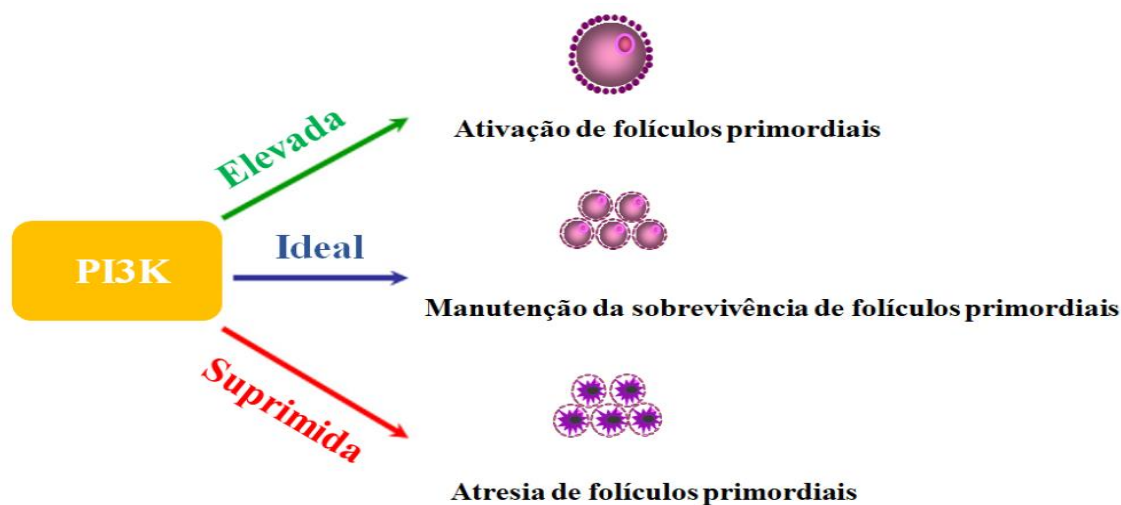 Elevada
Ativação de folículos primordiais
PI3K
Ideal
Manutenção da sobrevivência de folículos primordiais
Suprimida
Atresia de folículos primordiais